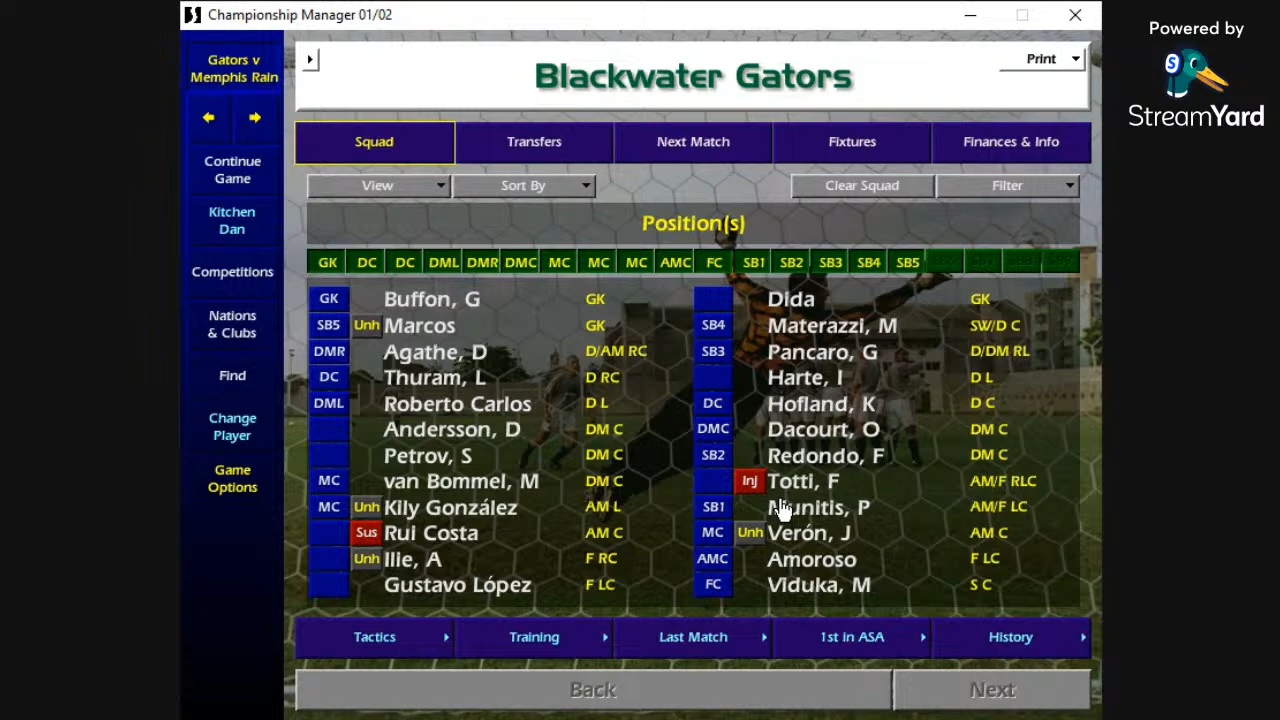 Championship Manager 01/02
Powered by
StreamYard
Gators v
Memphis Rain
Continue
Game
Kitchen
Dan
Competitions
Nations
& Clubs
Find
Change
Player
Game
Options
Blackwater Gators
Print
Squad Transfers Next Match Fixtures Finances & Info
View Sort By Clear Squad Filter
Position(s)
GK DC DC DML DMR DMC MC MC MC AMC FC SB1 SB2 SB3 SB4 SB5
GK Buffon, G GK Dida GK
SB5 Unh Marcos GK SB4 Materazzi, M SW/D C
DMR Agathe, D D/AM RC SB3 Pancaro, G D/DM RL
DC Thuram, L D RC Harte, I D L
DML Roberto Carlos D L DC Hofland, K D C
Andersson, D DM C DMC Dacourt, O DM C
Petrov, S DM C SB2 Redondo, F DM C
MC van Bommel, M DM C Inj Totti, F AM/F RLC
MC Unh Kily González AM L SB1 Munitis, P AM/F LC
Sus Rui Costa AM C MC Unh Verón, J AM C
Unh Ilie, A F RC AMC Amoroso F LC
Gustavo López F LC FC Viduka, M S C
Tactics Training Last Match 1st in ASA History
Back Next